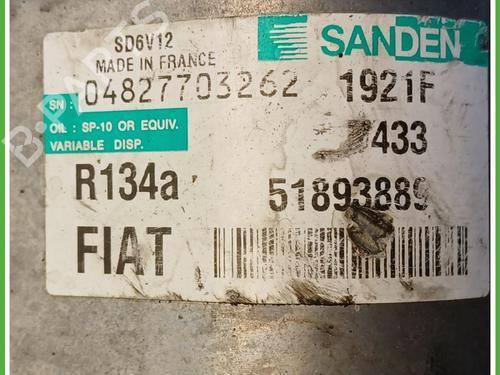 SD6V12
MADE IN FRANCE
SANDEN
SN : 04827703262
1921F
OIL : SP-10 OR EQUIV.
VARIABLE DISP.
433
R134a
51893889
FIAT
B-PARTS